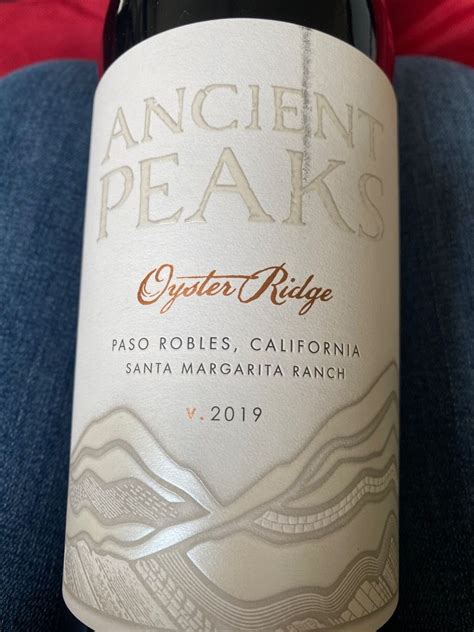 ANCIENT
PEAKS
Oyster Ridge
PASO ROBLES, CALIFORNIA
SANTA MARGARITA RANCH
v. 2019